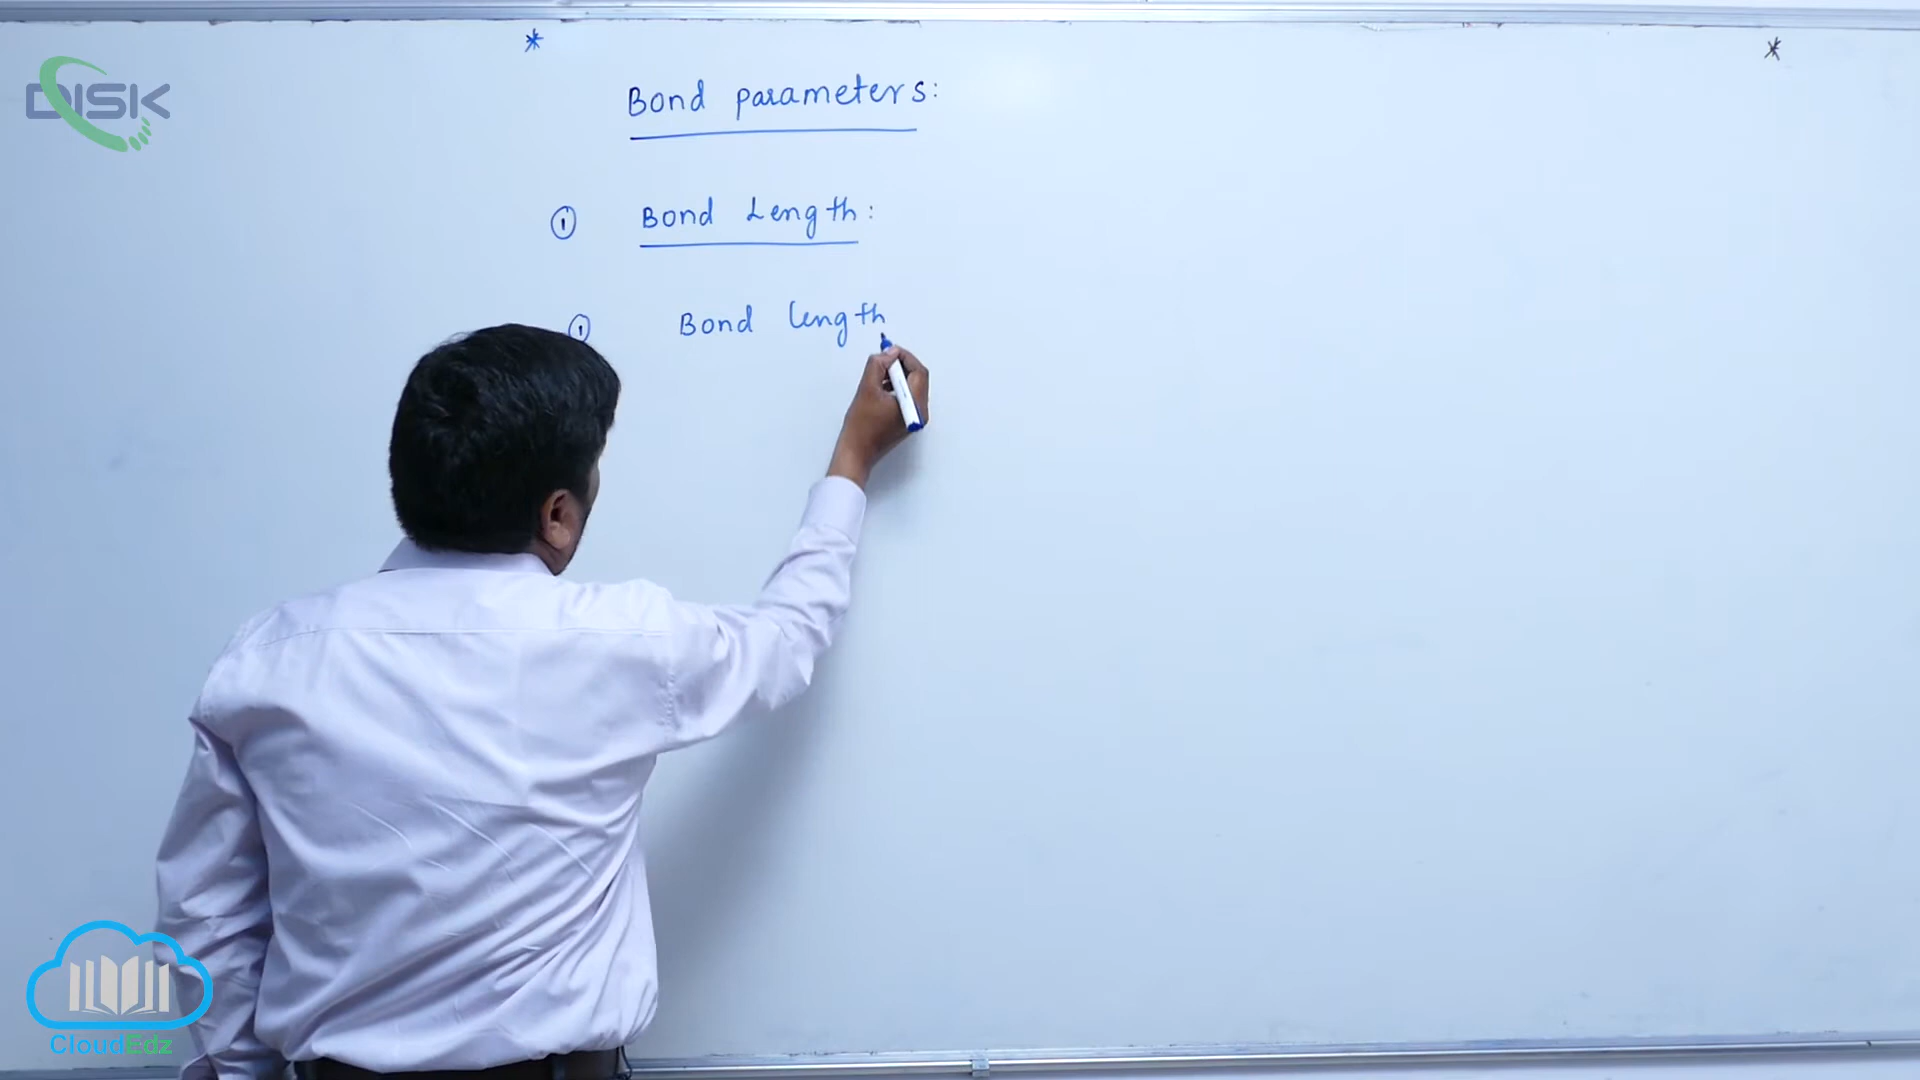 DISK
Bond parameters:
① Bond Length:
① Bond length
CloudEdz